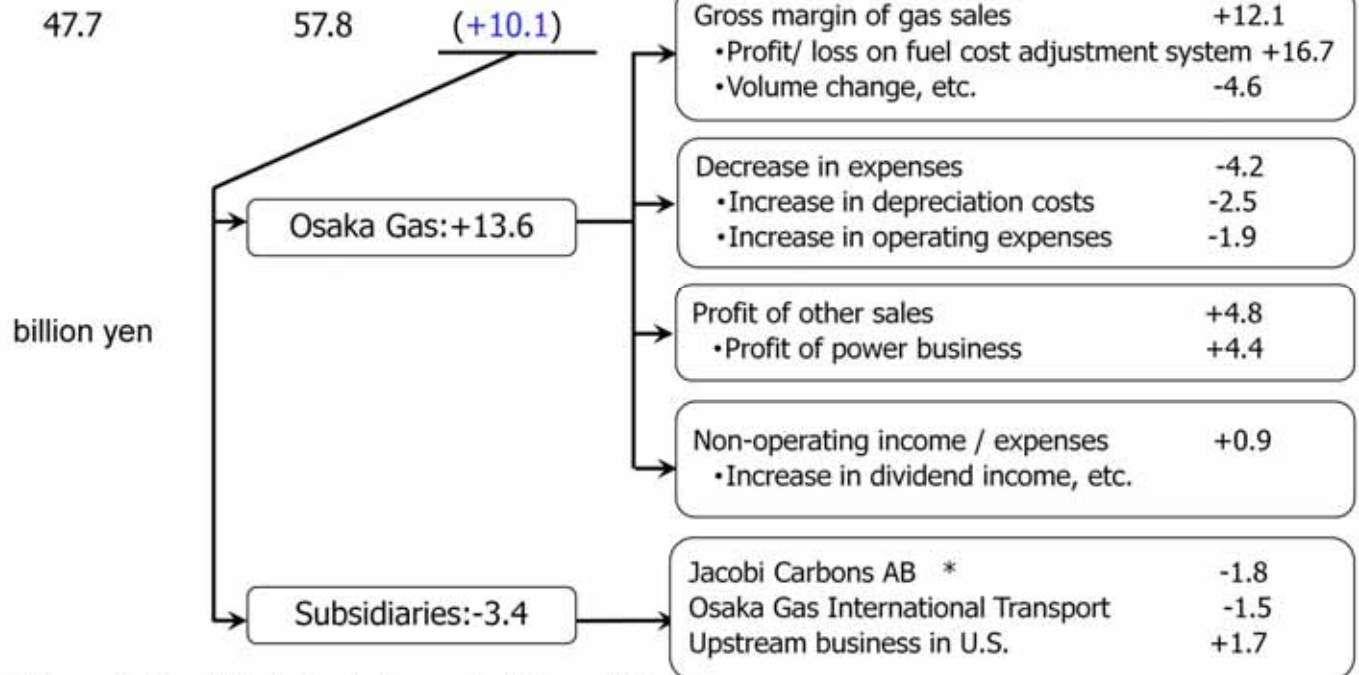 47.7 57.8 (+10.1)
Gross margin of gas sales +12.1
・Profit/ loss on fuel cost adjustment system +16.7
・Volume change, etc. -4.6
Decrease in expenses -4.2
・Increase in depreciation costs -2.5
・Increase in operating expenses -1.9
Osaka Gas:+13.6
Profit of other sales +4.8
・Profit of power business +4.4
billion yen
Non-operating income / expenses +0.9
・Increase in dividend income, etc.
Jacobi Carbons AB * -1.8
Osaka Gas International Transport -1.5
Upstream business in U.S. +1.7
Subsidiaries:-3.4